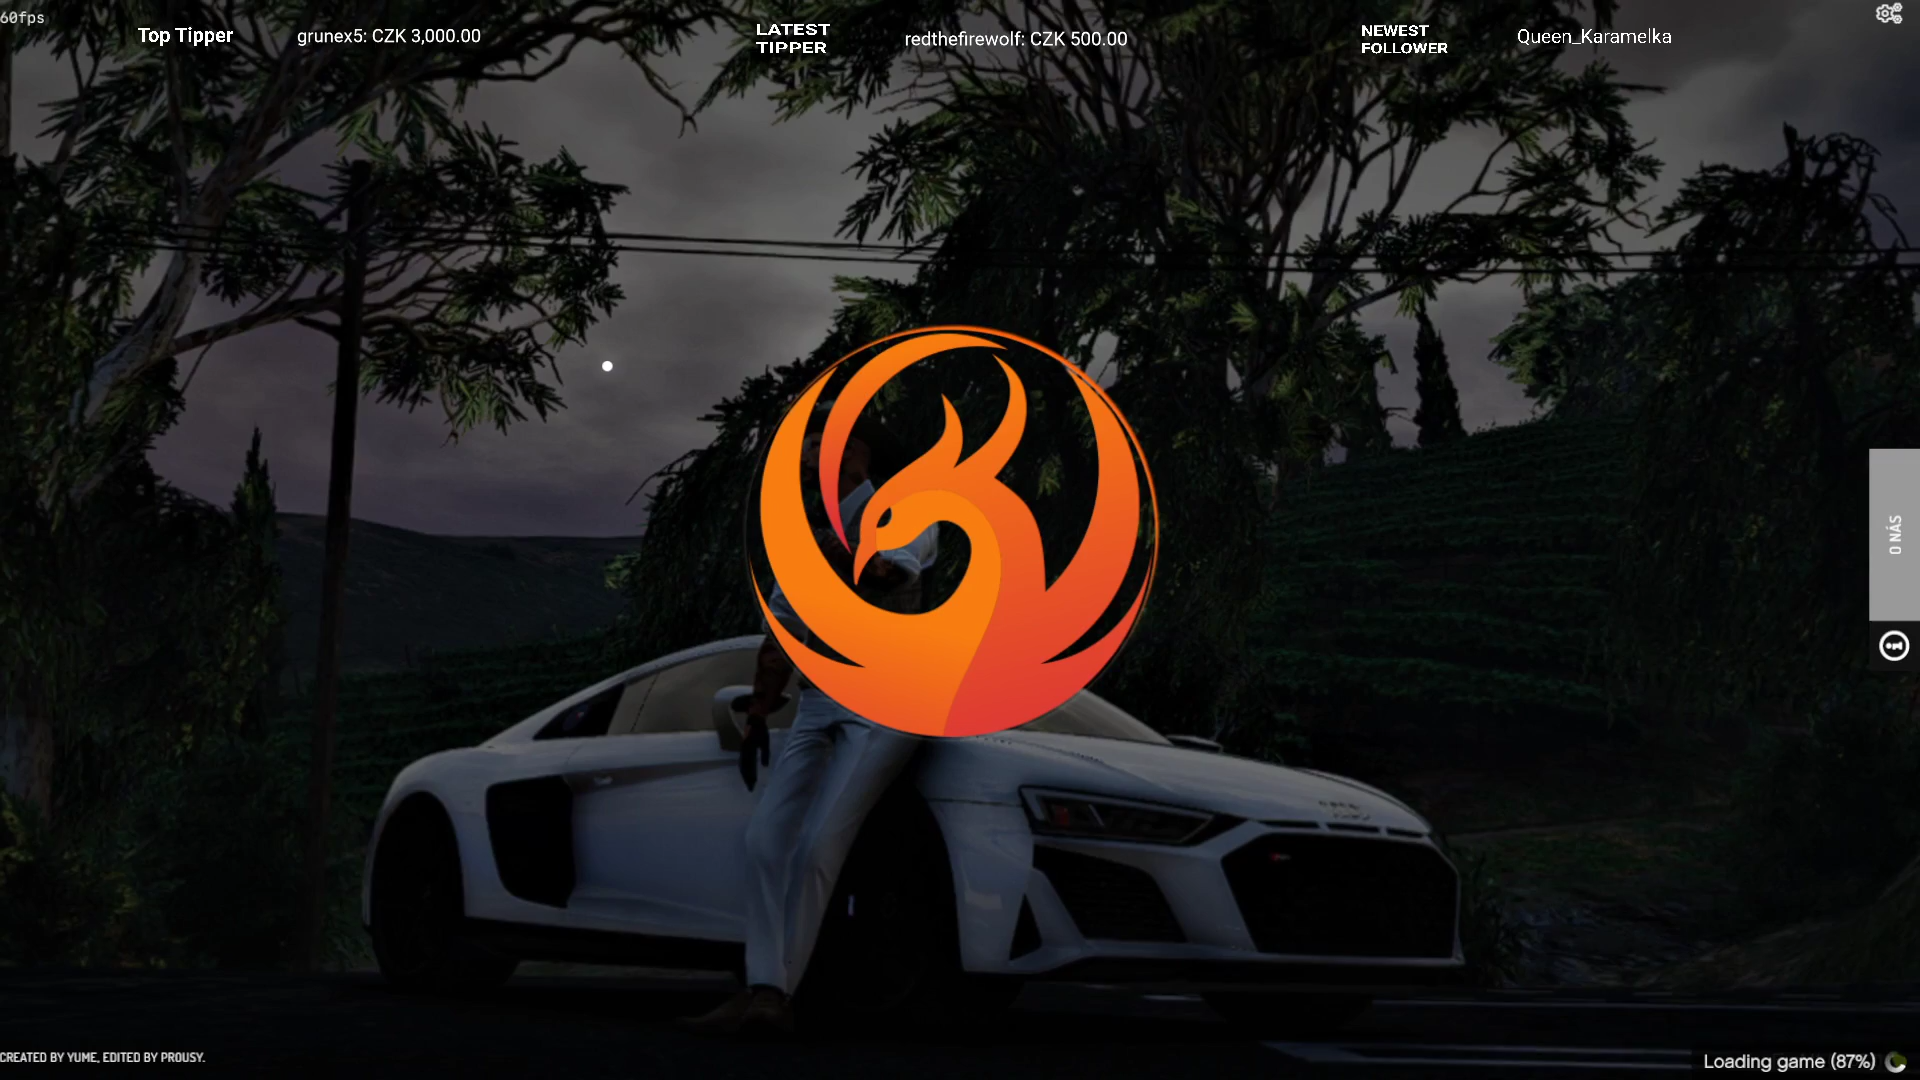 60fps
Top Tipper
grunex5: CZK 3,000.00
LATEST
TIPPER
redthefirewolf: CZK 500.00
NEWEST
FOLLOWER
Queen_Karamelka
O NÁS
CREATED BY YUME, EDITED BY PROUSY.
Loading game (87%)